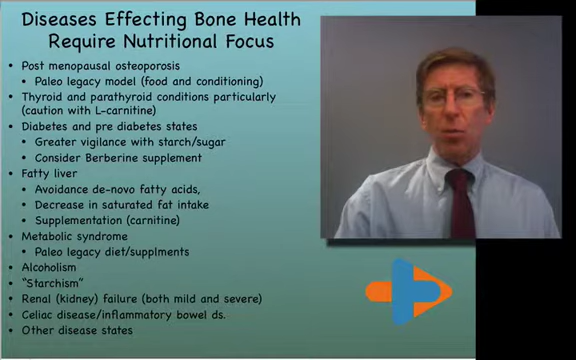 Diseases Effecting Bone Health
Require Nutritional Focus
• Post menopausal osteoporosis
• Paleo legacy model (food and conditioning)
• Thyroid and parathyroid conditions particularly
(caution with L-carnitine)
• Diabetes and pre diabetes states
• Greater vigilance with starch/sugar
• Consider Berberine supplement
• Fatty liver
• Avoidance de-novo fatty acids,
• Decrease in saturated fat intake
• Supplementation (carnitine)
• Metabolic syndrome
• Paleo legacy diet/supplments
• Alcoholism
• "Starchism"
• Renal (kidney) failure (both mild and severe)
• Celiac disease/inflammatory bowel ds.
• Other disease states